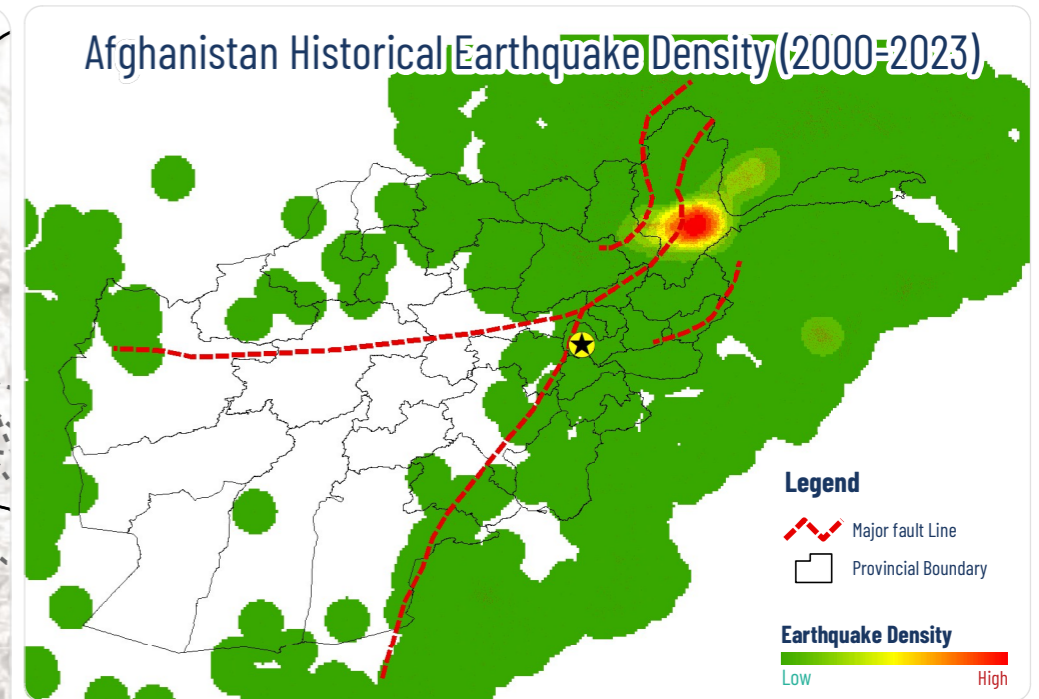 Afghanistan Historical Earthquake Density (2000=2023)
Legend
Major fault Line
Provincial Boundary
Earthquake Density
Low High